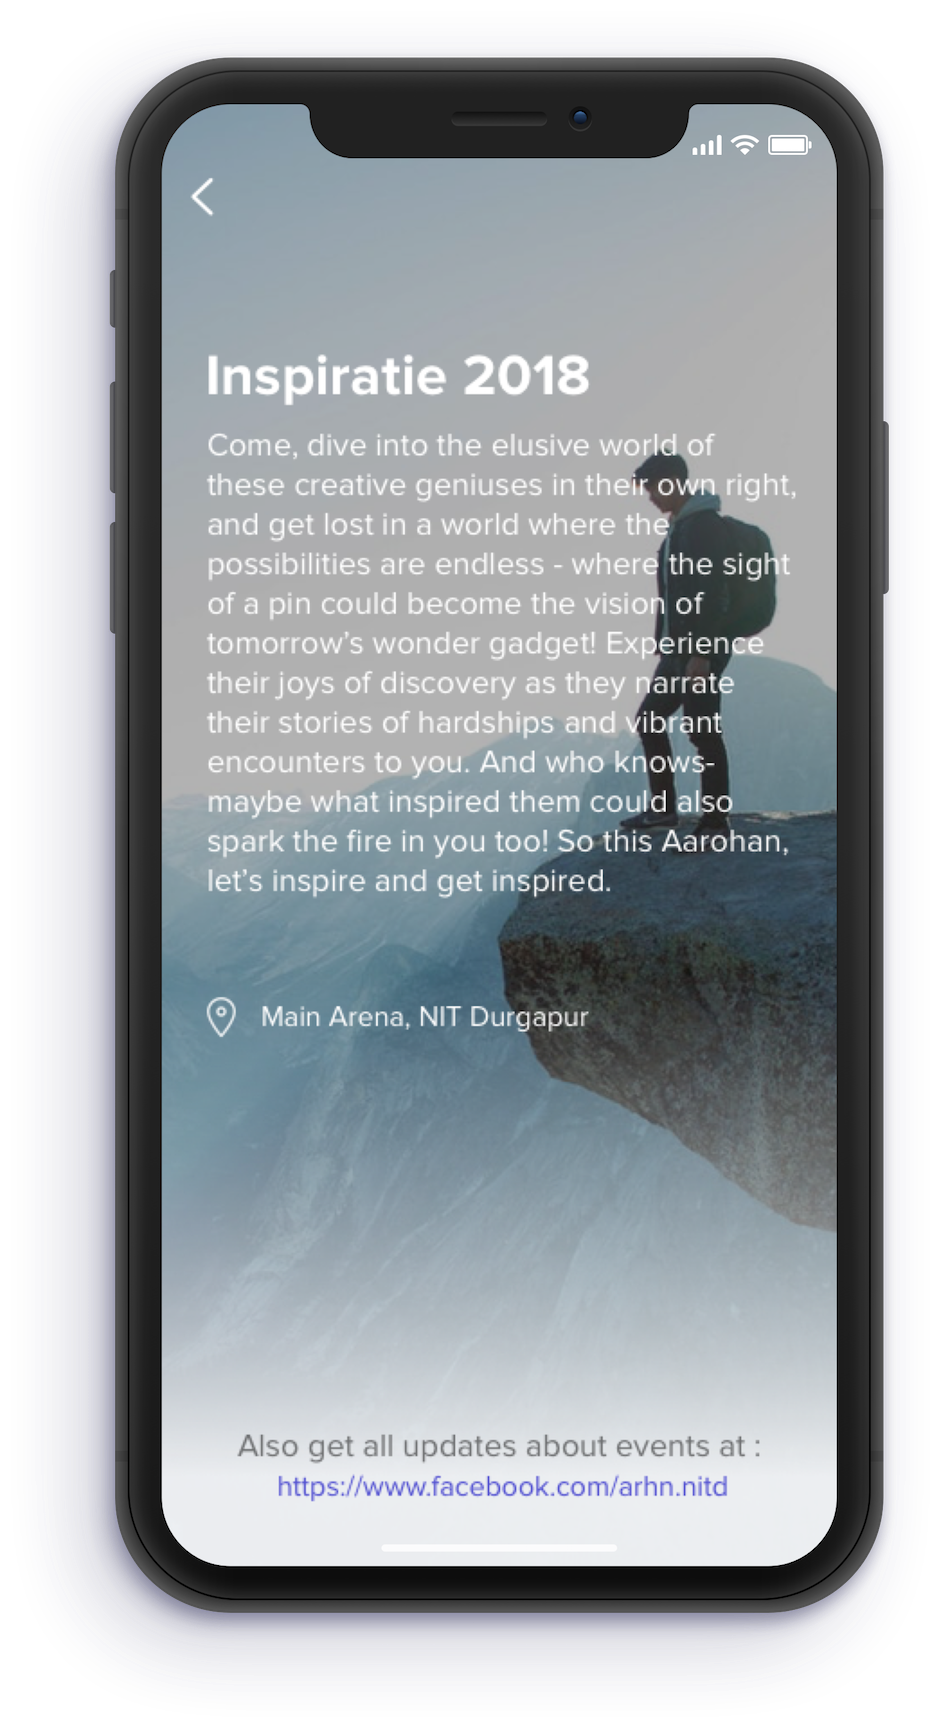 Inspiratie 2018
Come, dive into the elusive world of
these creative geniuses in their own right,
and get lost in a world where the
possibilities are endless - where the sight
of a pin could become the vision of
tomorrow’s wonder gadget! Experience
their joys of discovery as they narrate
their stories of hardships and vibrant
encounters to you. And who knows-
maybe what inspired them could also
spark the fire in you too! So this Aarohan,
let’s inspire and get inspired.
Main Arena, NIT Durgapur
Also get all updates about events at :
https://www.facebook.com/arhn.nitd